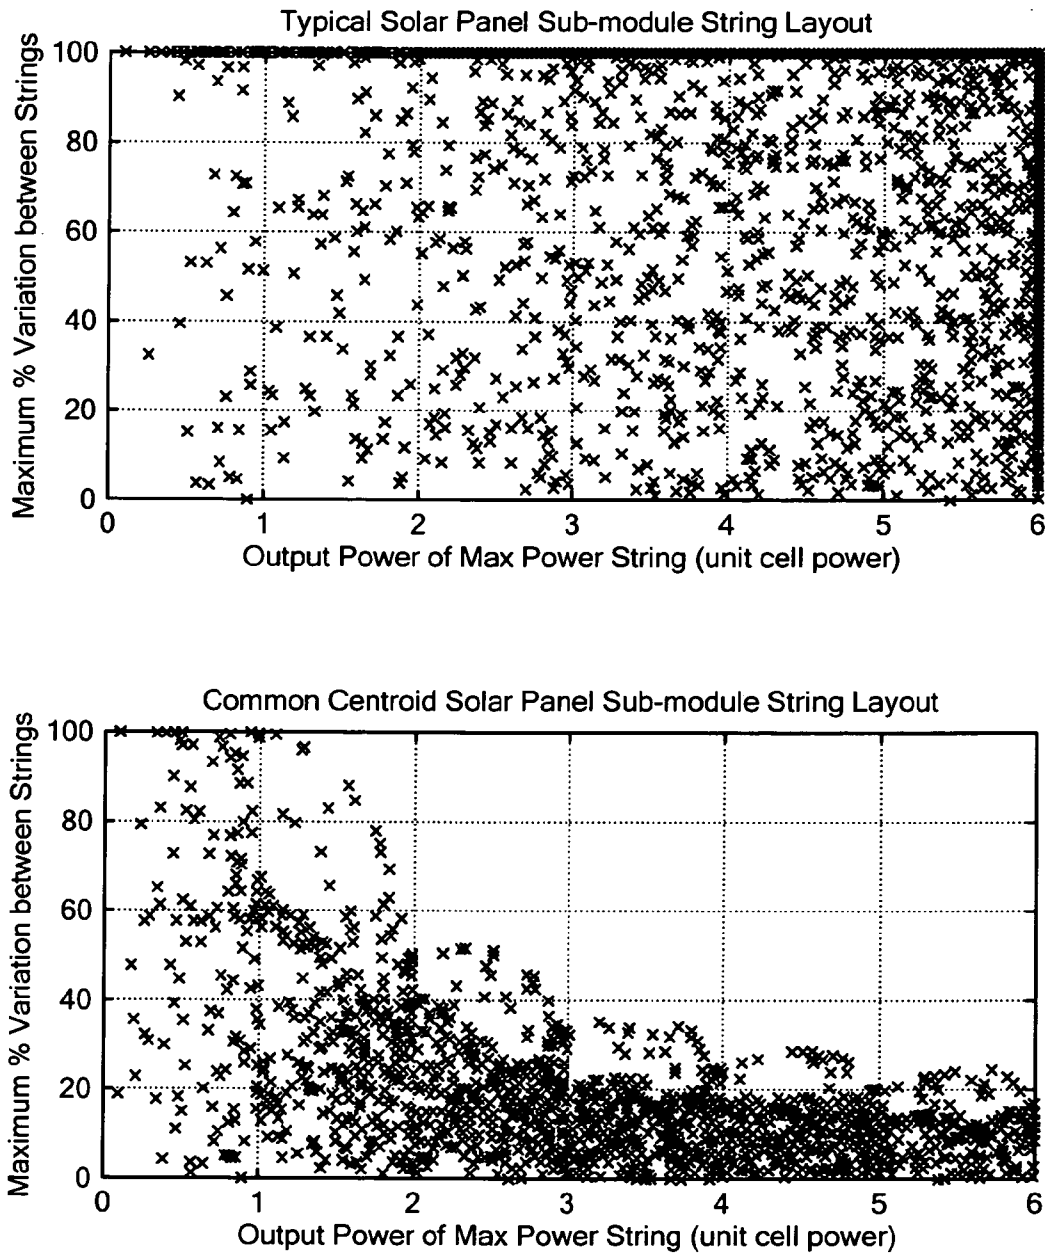 Typical Solar Panel Sub-module String Layout
Maximum % Variation between Strings
100
80
60
40
20
0
0 1 2 3 4 5 6
Output Power of Max Power String (unit cell power)
Common Centroid Solar Panel Sub-module String Layout
Maximum % Variation between Strings
100
80
60
40
20
0
0 1 2 3 4 5 6
Output Power of Max Power String (unit cell power)